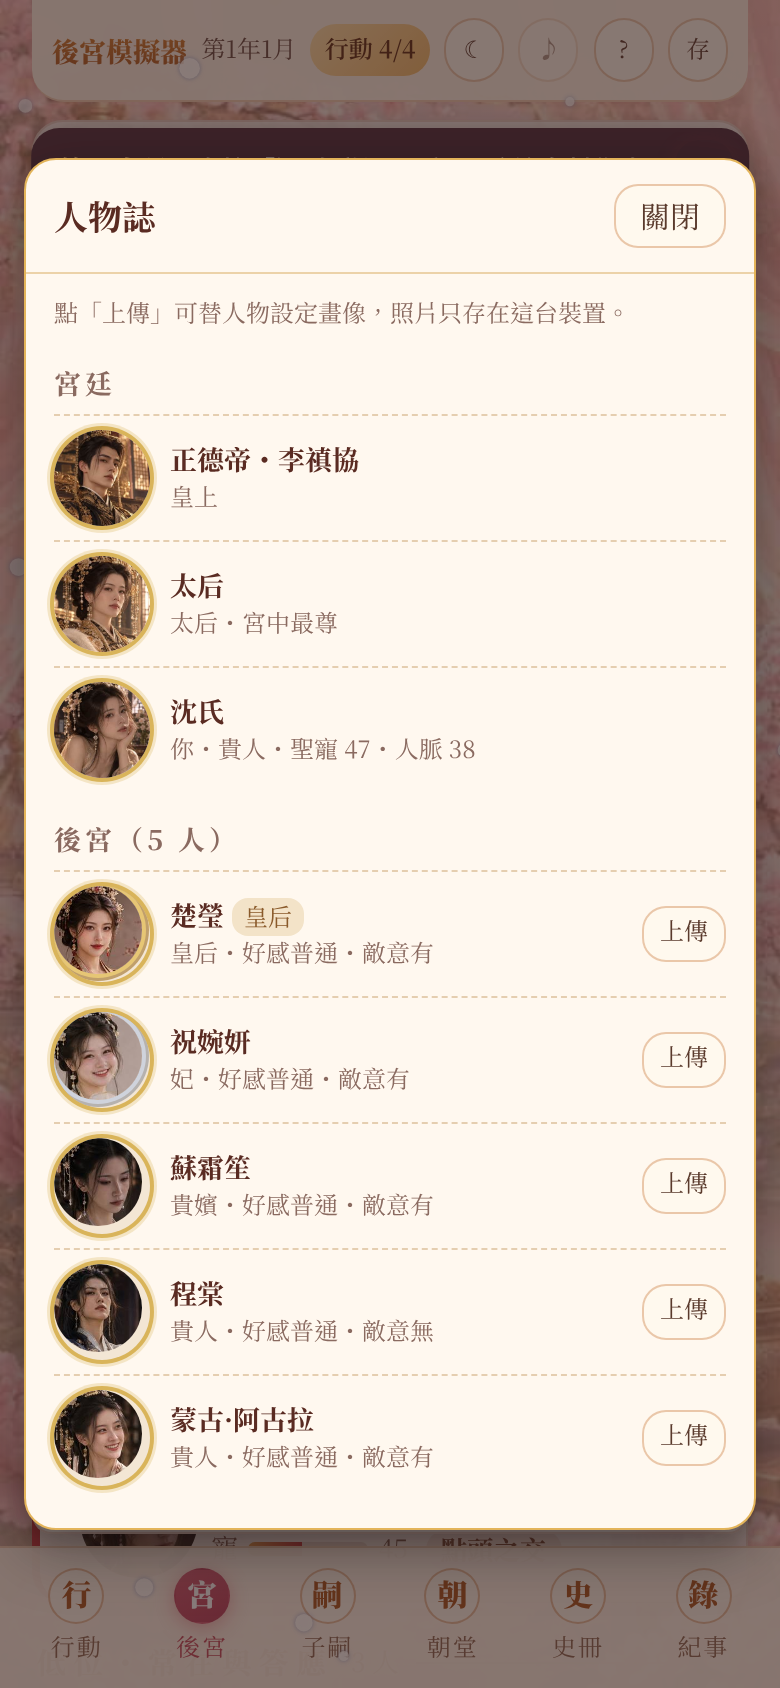 後宮模擬器 第1年1月 行動 4/4 ☾ ♪ ? 存
人物誌 關閉
點「上傳」可替人物設定畫像，照片只存在這台裝置。
宮廷
正德帝・李禛協
皇上
太后
太后・宮中最尊
沈氏
你・貴人・聖寵 47・人脈 38
後宮（5 人）
楚瑩 皇后
皇后・好感普通・敵意有
上傳
祝婉妍
妃・好感普通・敵意有
上傳
蘇霜笙
貴嬪・好感普通・敵意有
上傳
程棠
貴人・好感普通・敵意無
上傳
蒙古·阿古拉
貴人・好感普通・敵意有
上傳
行 宮 嗣 朝 史 錄
行動 後宮 子嗣 朝堂 史冊 紀事